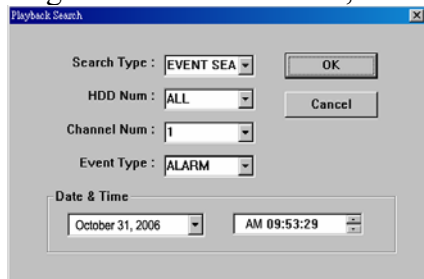 Playback Search
Search Type : EVENT SEA
OK
HDD Num : ALL
Cancel
Channel Num : 1
Event Type : ALARM
Date & Time
October 31, 2006
AM 09:53:29